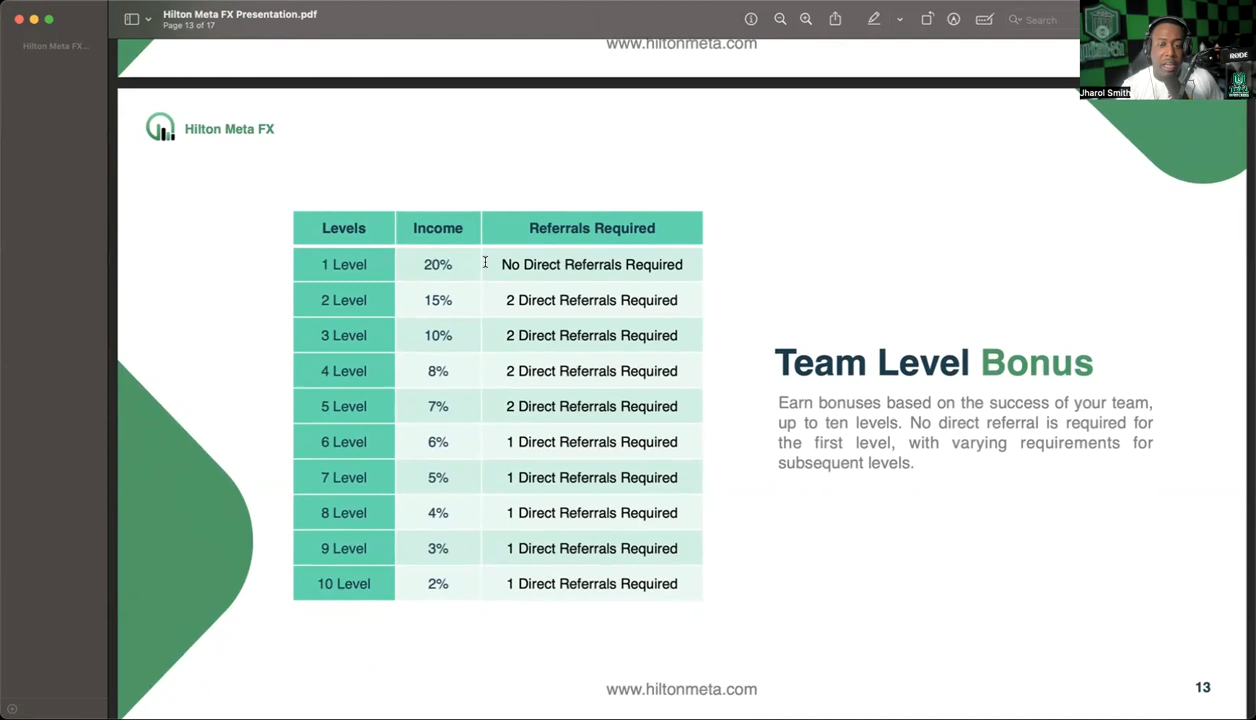 Hilton Meta FX Presentation.pdf
Page 13 of 17
Search
Hilton Meta FX...
www.hiltonmeta.com
RØDE
Jharol Smith
Hilton Meta FX
Levels Income Referrals Required
1 Level 20% No Direct Referrals Required
2 Level 15% 2 Direct Referrals Required
3 Level 10% 2 Direct Referrals Required
4 Level 8% 2 Direct Referrals Required
5 Level 7% 2 Direct Referrals Required
6 Level 6% 1 Direct Referrals Required
7 Level 5% 1 Direct Referrals Required
8 Level 4% 1 Direct Referrals Required
9 Level 3% 1 Direct Referrals Required
10 Level 2% 1 Direct Referrals Required
Team Level Bonus
Earn bonuses based on the success of your team,
up to ten levels. No direct referral is required for
the first level, with varying requirements for
subsequent levels.
www.hiltonmeta.com
13